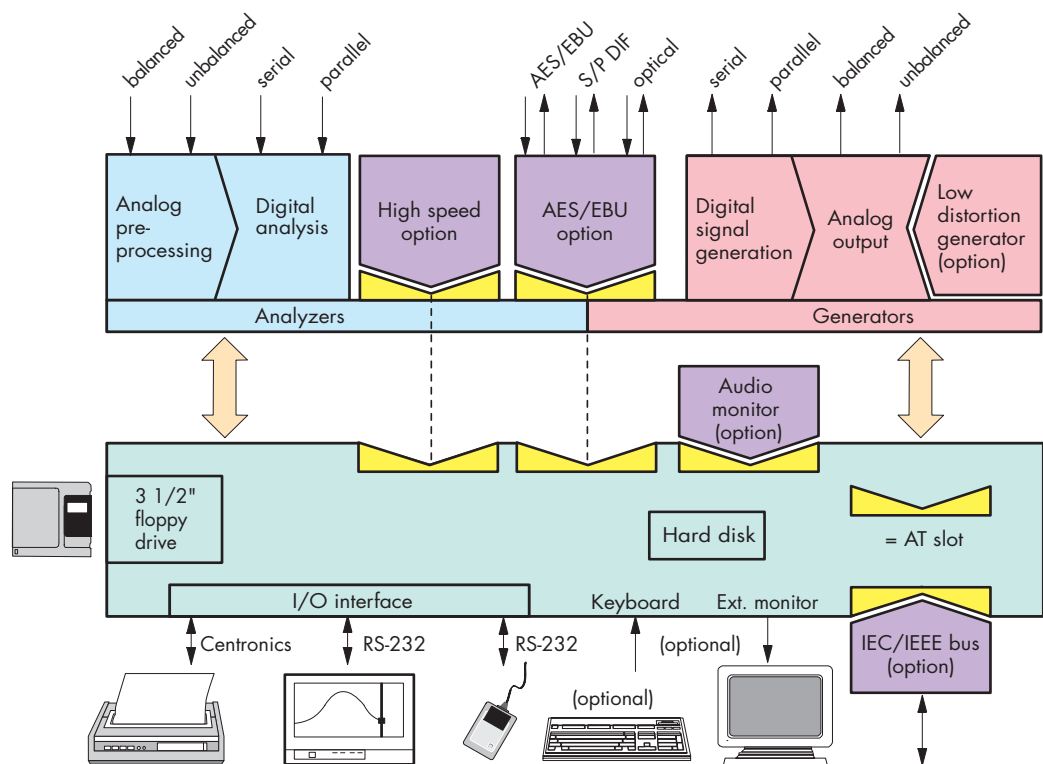 balanced
unbalanced
serial
parallel
AES/EBU
S/P DIF
optical
serial
parallel
balanced
unbalanced
Analog
pre-
processing
Digital
analysis
High speed
option
AES/EBU
option
Digital
signal
generation
Analog
output
Low
distortion
generator
(option)
Analyzers
Generators
Audio
monitor
(option)
3 1/2"
floppy
drive
Hard disk
= AT slot
I/O interface
Keyboard
Ext. monitor
Centronics
RS-232
RS-232
(optional)
(optional)
IEC/IEEE bus
(option)